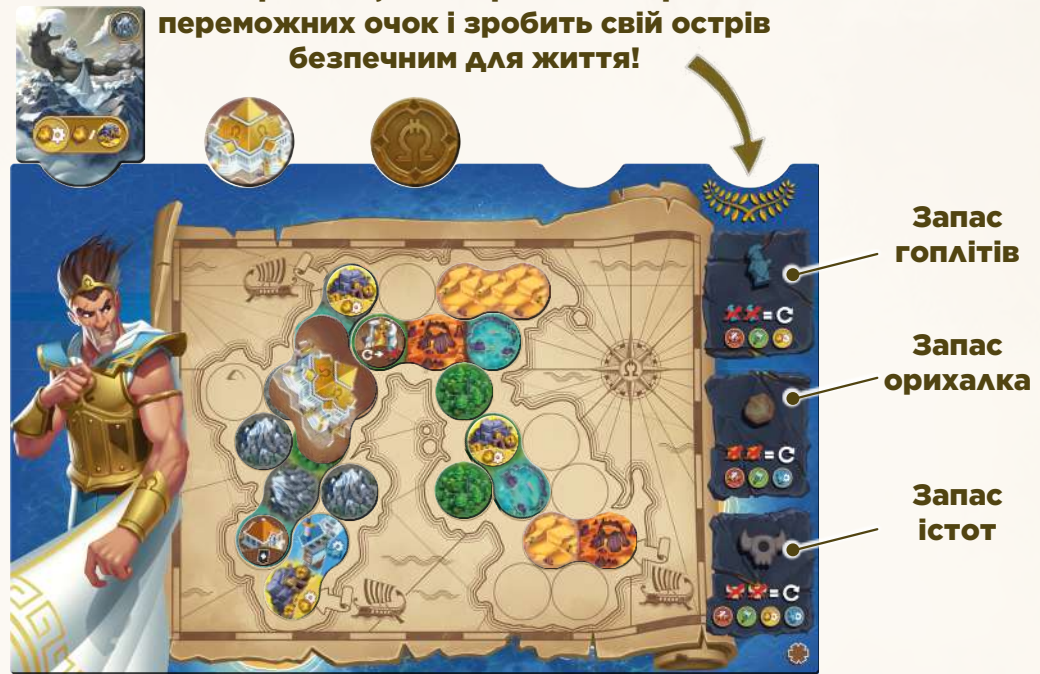 переможних очок і зробить свій острів
безпечним для життя!
Запас
гоплітів
Запас
орихалка
Запас
істот